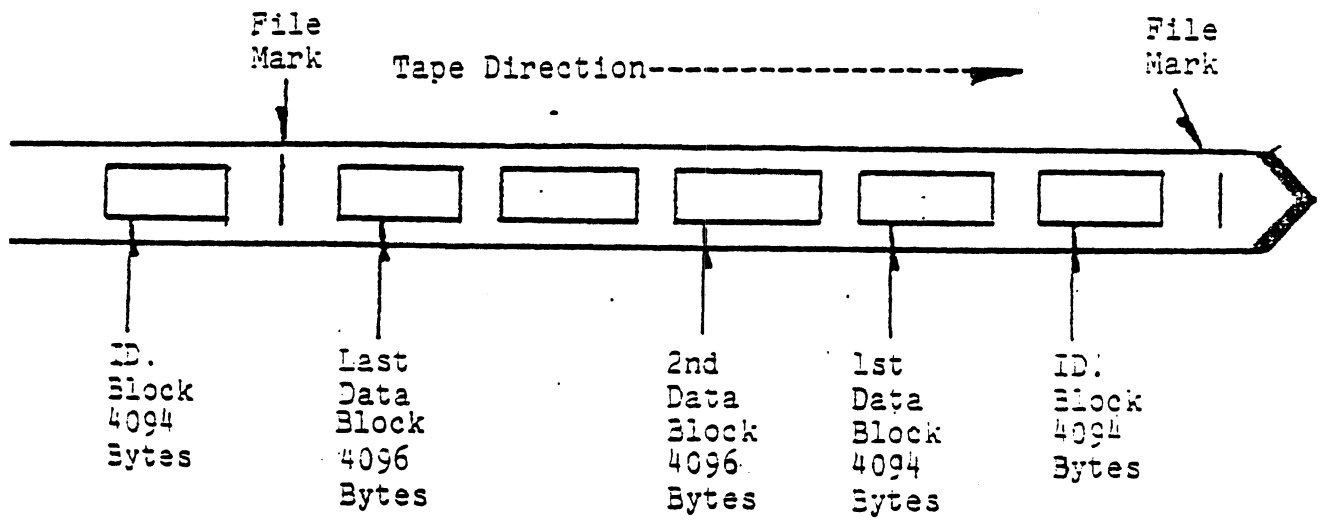 File
Mark
Tape Direction
File
Mark
ID.
Block
4094
Bytes
Last
Data
Block
4096
Bytes
2nd
Data
Block
4096
Bytes
1st
Data
Block
4094
Bytes
ID.
Block
4094
Bytes